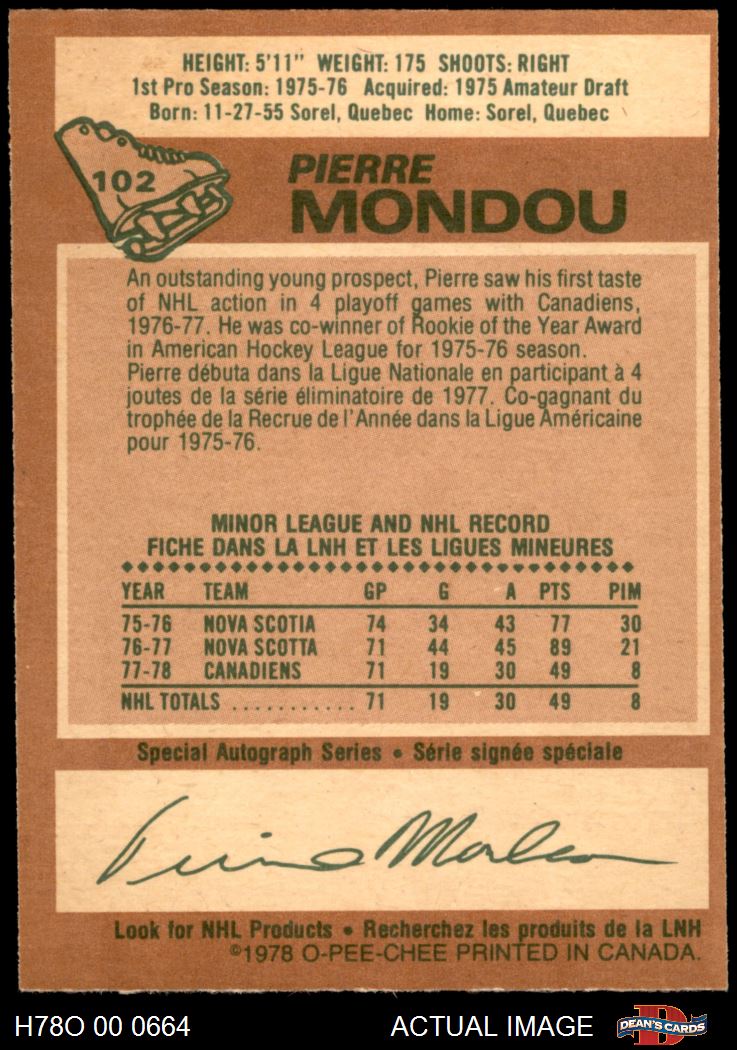 HEIGHT: 5'11" WEIGHT: 175 SHOOTS: RIGHT
1st Pro Season: 1975-76 Acquired: 1975 Amateur Draft
Born: 11-27-55 Sorel, Quebec Home: Sorel, Quebec
102
PIERRE
MONDOU
An outstanding young prospect, Pierre saw his first taste
of NHL action in 4 playoff games with Canadiens,
1976-77. He was co-winner of Rookie of the Year Award
in American Hockey League for 1975-76 season.
Pierre débuta dans la Ligue Nationale en participant à 4
joutes de la série éliminatoire de 1977. Co-gagnant du
trophée de la Recrue de l'Année dans la Ligue Américaine
pour 1975-76.
MINOR LEAGUE AND NHL RECORD
FICHE DANS LA LNH ET LES LIGUES MINEURES
YEAR TEAM GP G A PTS PIM
75-76 NOVA SCOTIA 74 34 43 77 30
76-77 NOVA SCOTTA 71 44 45 89 21
77-78 CANADIENS 71 19 30 49 8
NHL TOTALS ........... 71 19 30 49 8
Special Autograph Series • Série signée spéciale
Pierre Mondou
Look for NHL Products • Recherchez les produits de la LNH
©1978 O-PEE-CHEE PRINTED IN CANADA.
H78O 00 0664 ACTUAL IMAGE DEAN'S CARDS